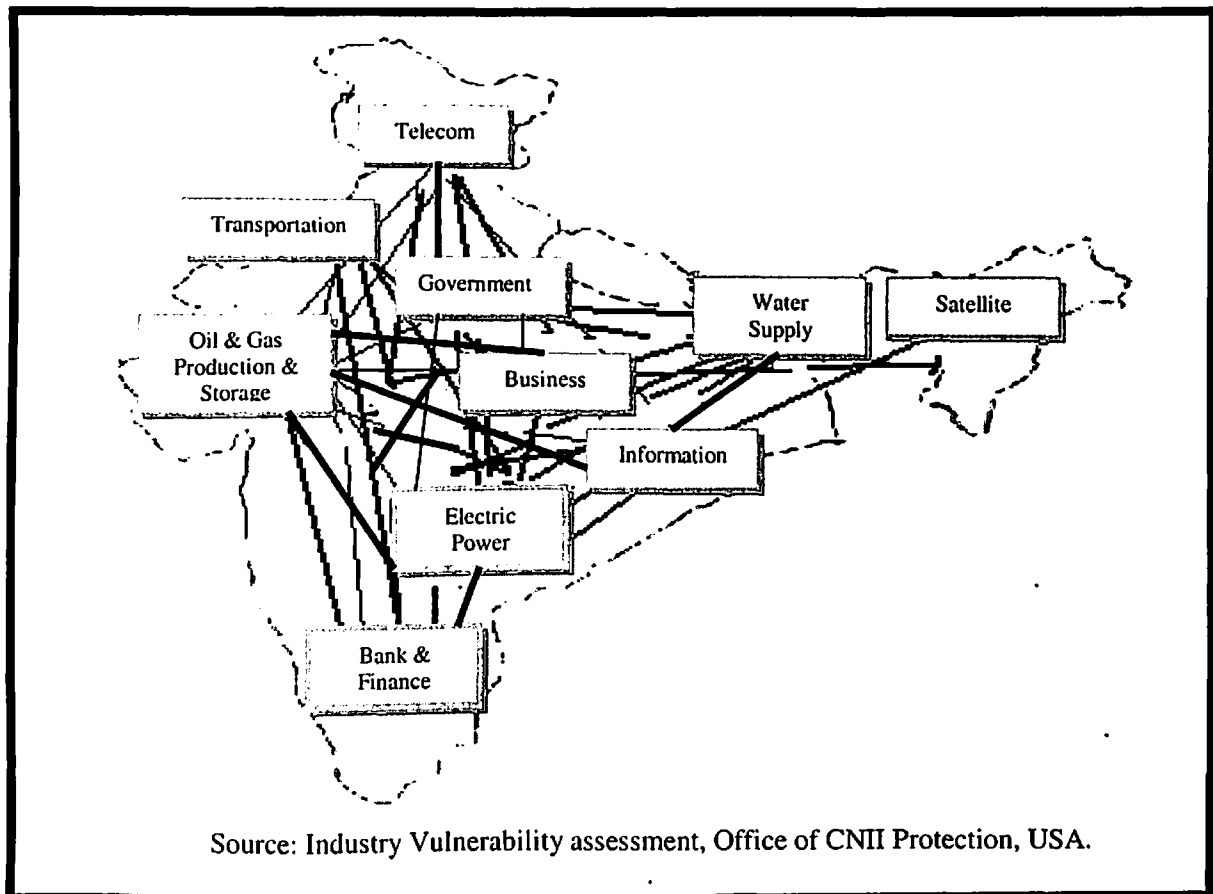 Telecom
Transportation
Government
Water
Supply
Satellite
Oil & Gas
Production &
Storage
Business
Information
Electric
Power
Bank &
Finance
Source: Industry Vulnerability assessment, Office of CNII Protection, USA.